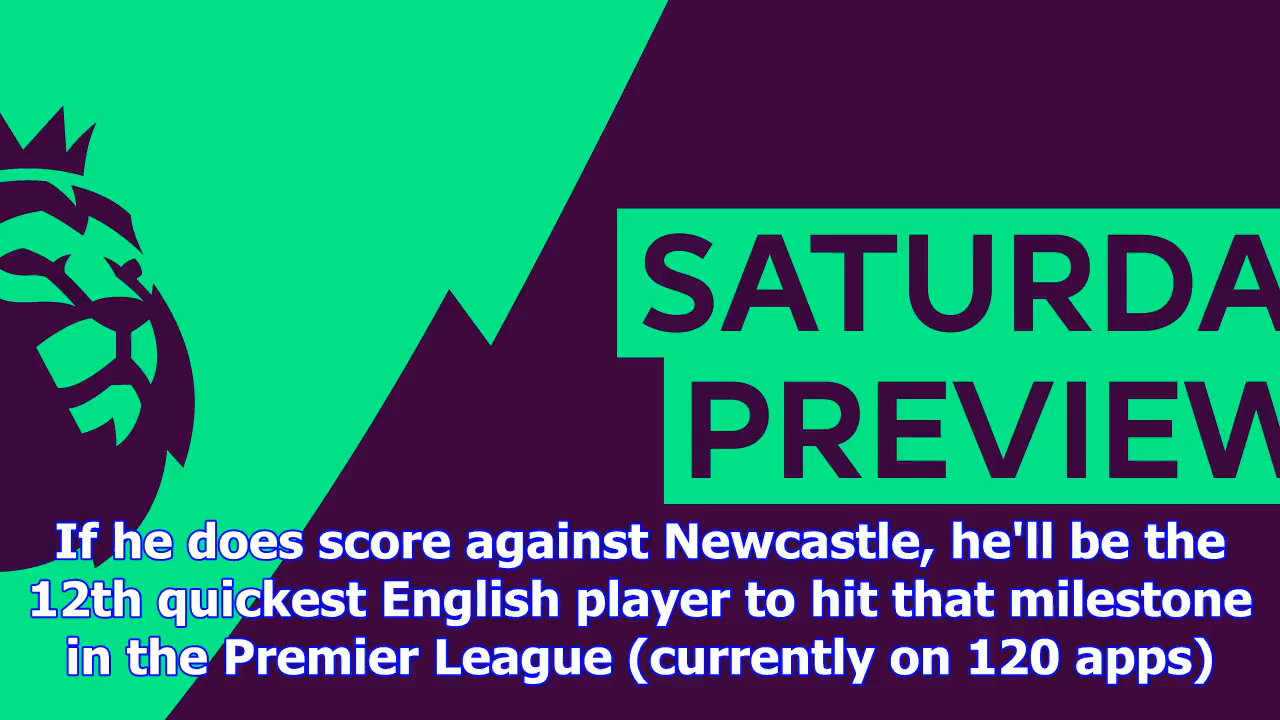 SATURDA
PREVIEW
If he does score against Newcastle, he'll be the
12th quickest English player to hit that milestone
in the Premier League (currently on 120 apps)